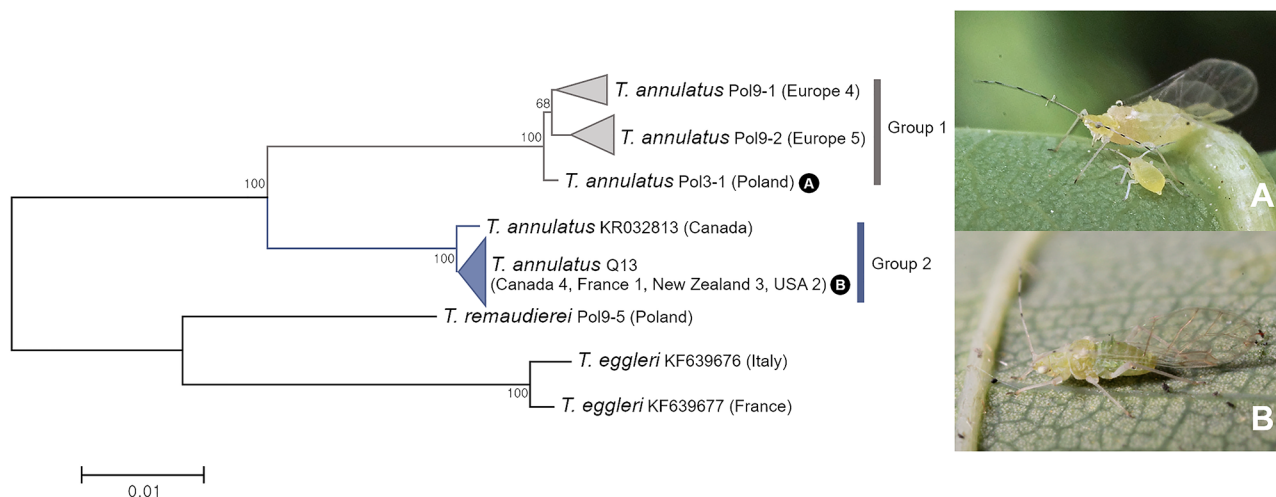 T. annulatus Pol9-1 (Europe 4)
68
T. annulatus Pol9-2 (Europe 5)
100
Group 1
T. annulatus Pol3-1 (Poland) A
100
T. annulatus KR032813 (Canada)
100
T. annulatus Q13
(Canada 4, France 1, New Zealand 3, USA 2) B
Group 2
T. remaudierei Pol9-5 (Poland)
T. eggleri KF639676 (Italy)
100
T. eggleri KF639677 (France)
0.01
A
B